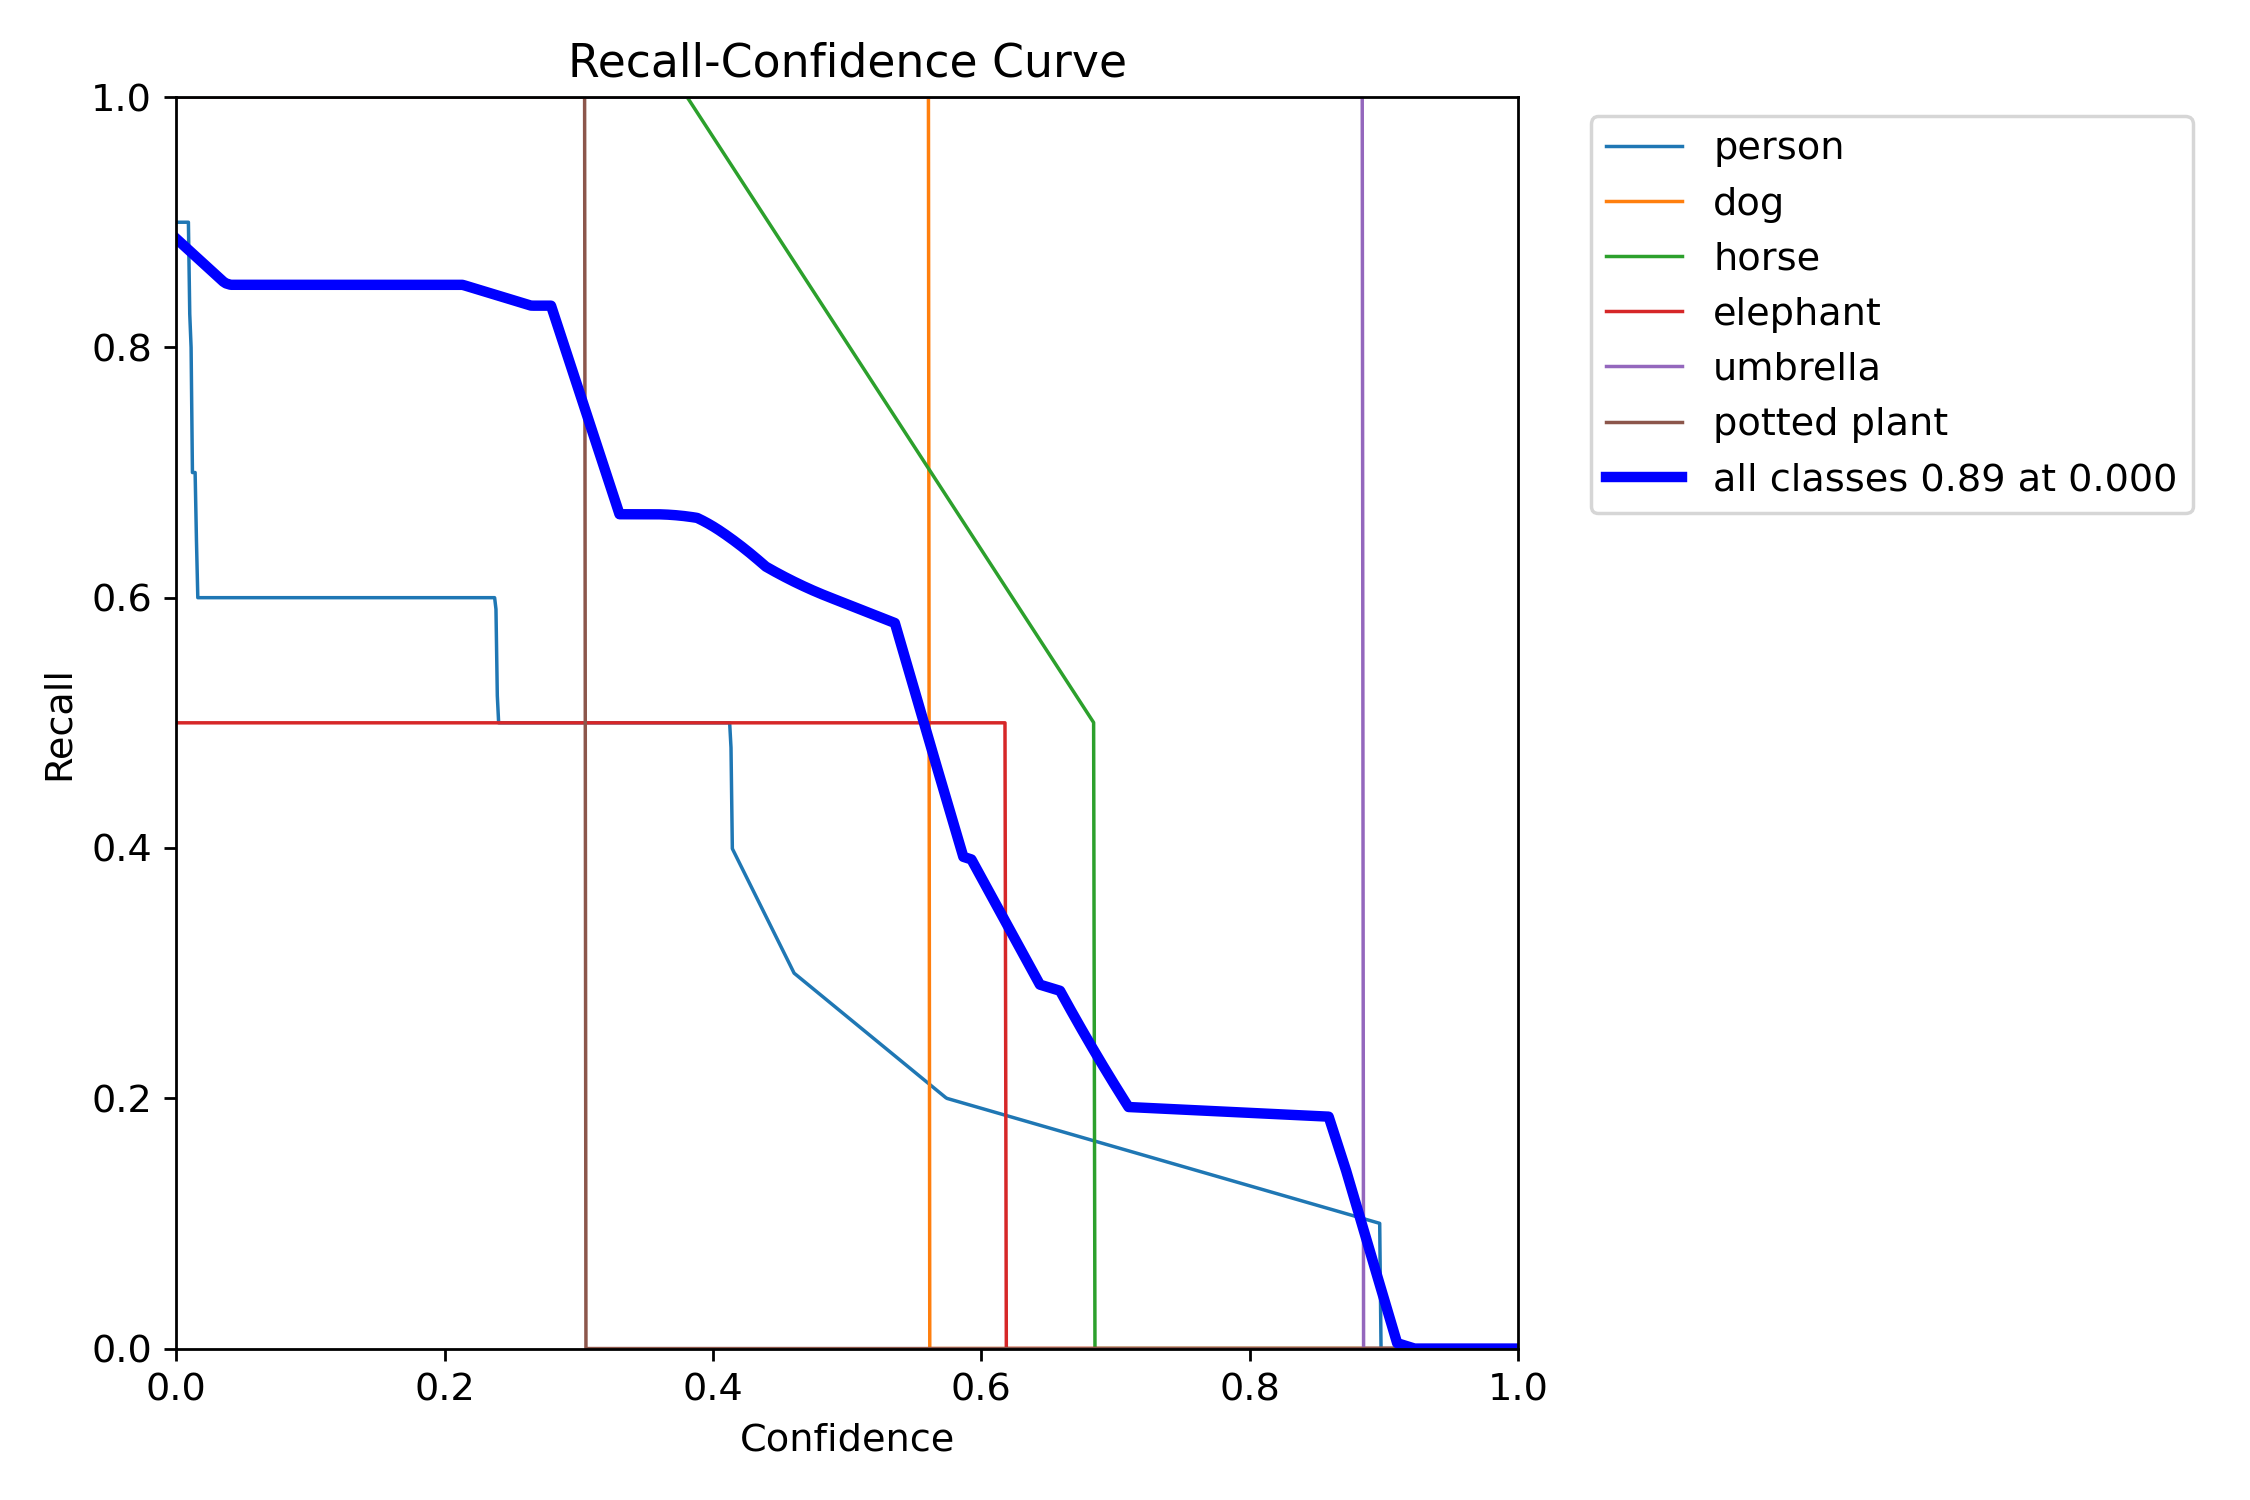 Recall-Confidence Curve
1.0
0.8
0.6
0.4
0.2
0.0
Recall
0.0 0.2 0.4 0.6 0.8 1.0
Confidence
person
dog
horse
elephant
umbrella
potted plant
all classes 0.89 at 0.000